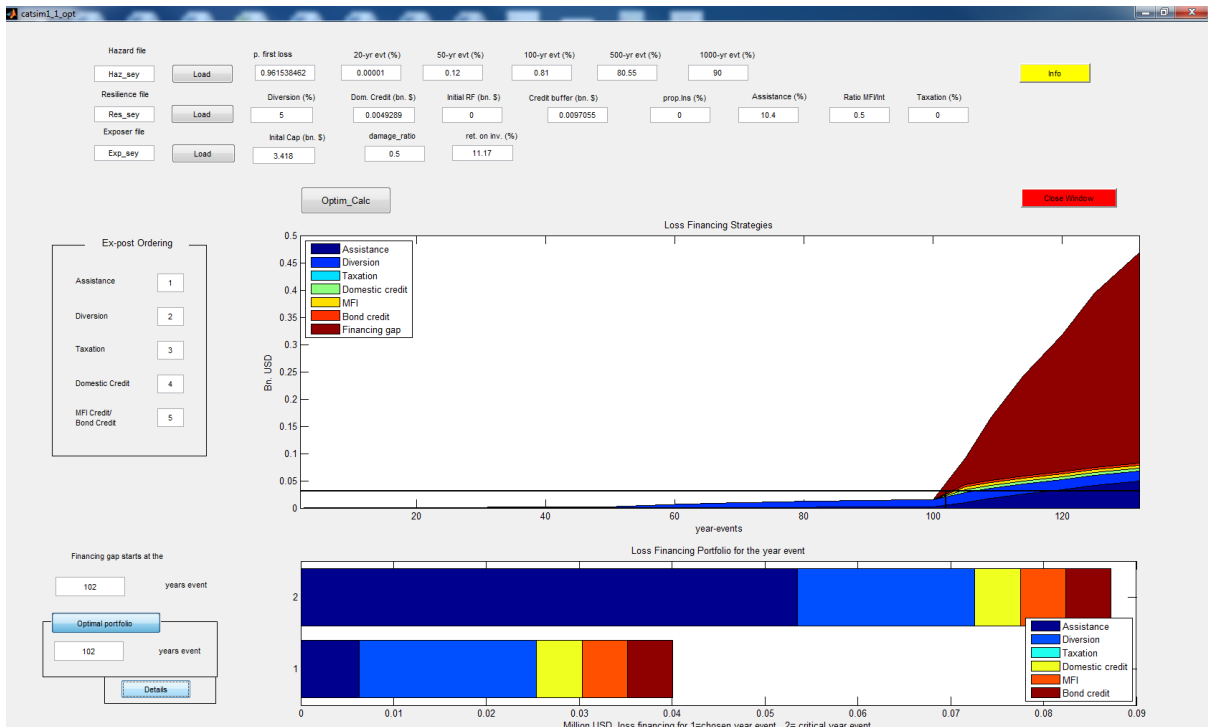 catsim1_1_opt
Hazard file
p. first loss
20-yr evt (%)
50-yr evt (%)
100-yr evt (%)
500-yr evt (%)
1000-yr evt (%)
Haz_sey
Load
0.961538462
0.00001
0.12
0.81
80.55
90
Info
Resilience file
Diversion (%)
Dom. Credit (bn. $)
Initial RF (bn. $)
Credit buffer (bn. $)
prop.Ins (%)
Assistance (%)
Ratio MFI/Int
Taxation (%)
Res_sey
Load
5
0.0049289
0
0.0097055
0
10.4
0.5
0
Exposer file
Inital Cap (bn. $)
damage_ratio
ret. on inv. (%)
Exp_sey
Load
3.418
0.5
11.17
Optim_Calc
Close Window
Ex-post Ordering
Assistance
1
Diversion
2
Taxation
3
Domestic Credit
4
MFI Credit/
Bond Credit
5
Loss Financing Strategies
Bn. USD
0.5
0.45
0.4
0.35
0.3
0.25
0.2
0.15
0.1
0.05
0
Assistance
Diversion
Taxation
Domestic credit
MFI
Bond credit
Financing gap
20
40
60
80
100
120
year-events
Financing gap starts at the
102
years event
Optimal portfolio
102
years event
Details
Loss Financing Portfolio for the year event
2
1
Assistance
Diversion
Taxation
Domestic credit
MFI
Bond credit
0
0.01
0.02
0.03
0.04
0.05
0.06
0.07
0.08
0.09
Million USD, loss financing for 1=chosen year event, 2= critical year event